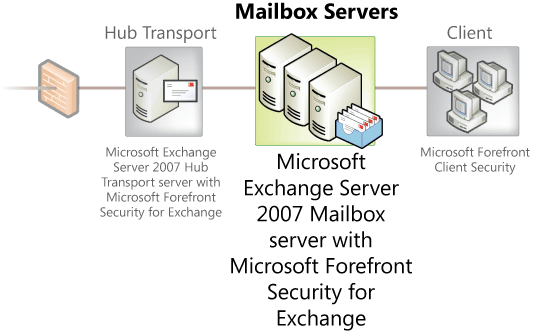 Mailbox Servers
Hub Transport
Client
Microsoft Exchange
Server 2007 Hub
Transport server with
Microsoft Forefront
Security for Exchange
Microsoft
Exchange Server
2007 Mailbox
server with
Microsoft Forefront
Security for
Exchange
Microsoft Forefront
Client Security